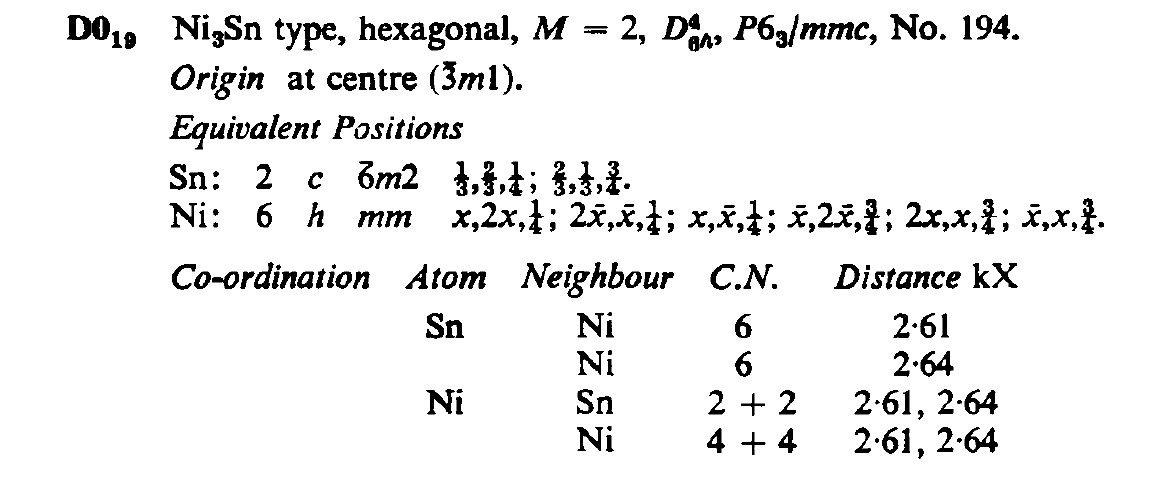 D0₁₉ Ni₃Sn type, hexagonal, M = 2, D⁴₆ₕ, P6₃/mmc, No. 194.
Origin at centre (3̄m1).
Equivalent Positions
Sn: 2 c 6̄m2 ⅓,⅔,¼; ⅔,⅓,¾.
Ni: 6 h mm x,2x,¼; 2x̄,x̄,¼; x,x̄,¼; x̄,2x̄,¾; 2x,x,¾; x̄,x,¾.
Co-ordination Atom Neighbour C.N. Distance kX
Sn Ni 6 2·61
Ni 6 2·64
Ni Sn 2 + 2 2·61, 2·64
Ni 4 + 4 2·61, 2·64